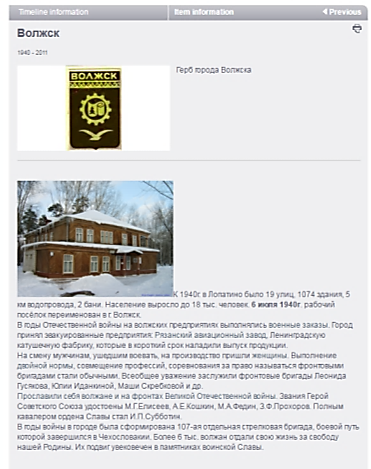 Timeline information
Item information
Previous
Волжск
1940 - 2011
ВОЛЖСК
Герб города Волжска
К 1940г. в Лопатино было 19 улиц, 1074 здания, 5
км водопровода, 2 бани. Население выросло до 18 тыс. человек. 6 июля 1940г. рабочий
посёлок переименован в г. Волжск.
В годы Отечественной войны на волжских предприятиях выполнялись военные заказы. Город
принял эвакуированные предприятия: Рязанский авиационный завод, Ленинградскую
катушечную фабрику, которые в короткий срок наладили выпуск продукции.
На смену мужчинам, ушедшим воевать, на производство пришли женщины. Выполнение
двойной нормы, совмещение профессий, соревнования за право называться фронтовыми
бригадами стали обычными. Всеобщее уважение заслужили фронтовые бригады Леонида
Гусякова, Юлии Иданкиной, Маши Скребковой и др.
Прославили себя волжане и на фронтах Великой Отечественной войны. Звания Герой
Советского Союза удостоены М.Г.Елисеев, А.Е.Кошкин, М.А.Федин, З.Ф.Прохоров. Полным
кавалером ордена Славы стал И.П.Субботин.
В годы войны в городе была сформирована 107-ая отдельная стрелковая бригада, боевой путь
которой завершился в Чехословакии. Более 6 тыс. волжан отдали свою жизнь за свободу
нашей Родины. Их подвиг увековечен в памятниках воинской Славы.